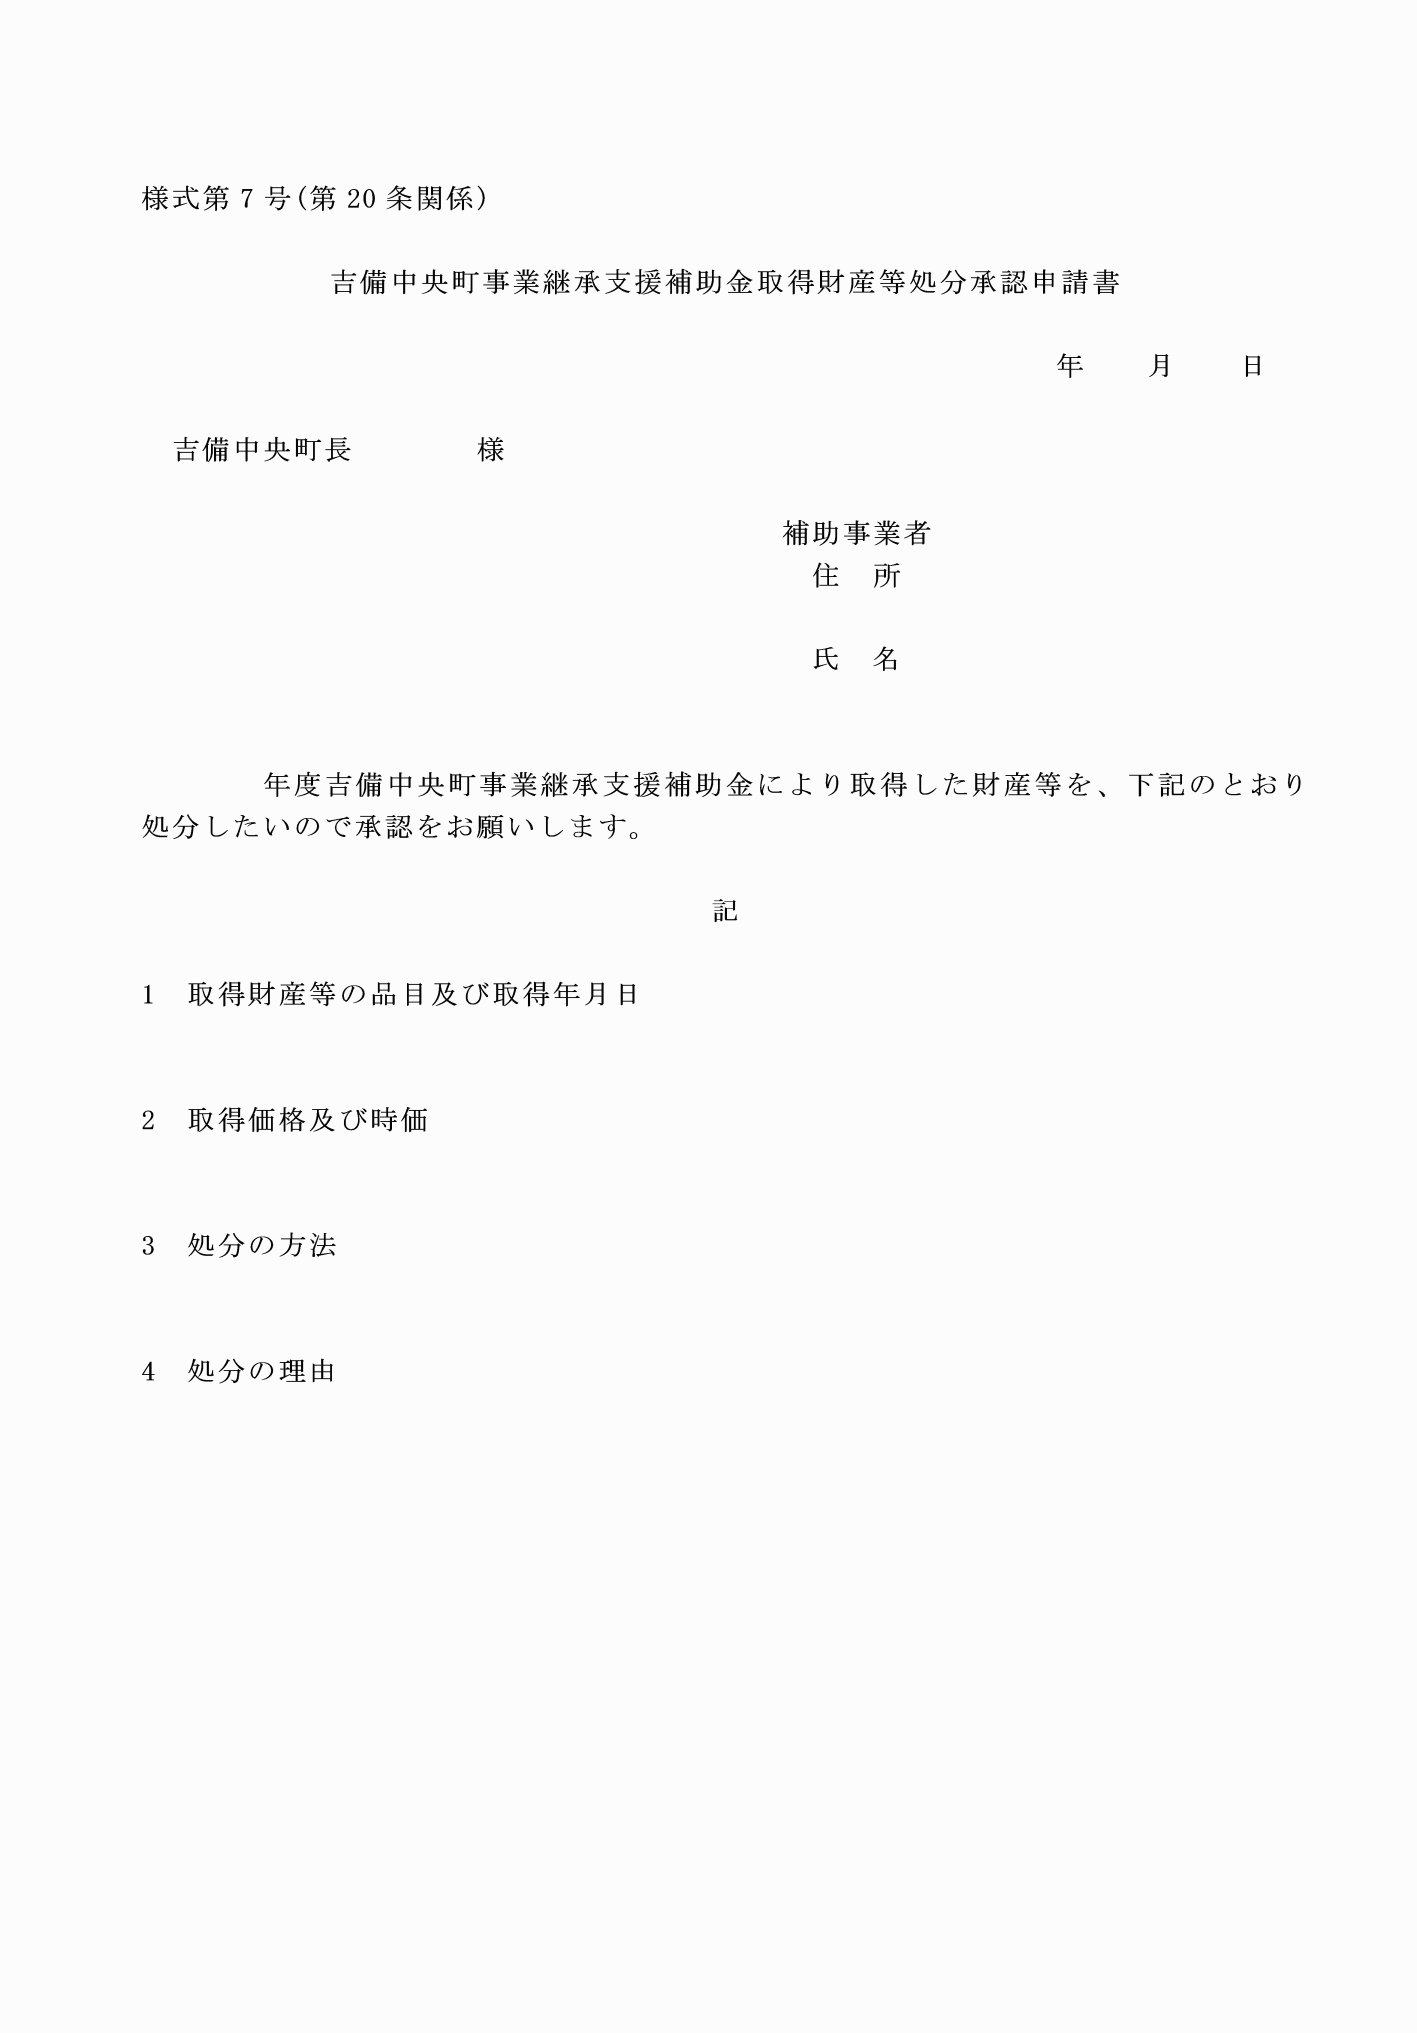 様式第7号(第20条関係)
吉備中央町事業継承支援補助金取得財産等処分承認申請書
年　　月　　日
吉備中央町長　　　　様
補助事業者
住　所
氏　名
年度吉備中央町事業継承支援補助金により取得した財産等を、下記のとおり
処分したいので承認をお願いします。
記
1　取得財産等の品目及び取得年月日
2　取得価格及び時価
3　処分の方法
4　処分の理由